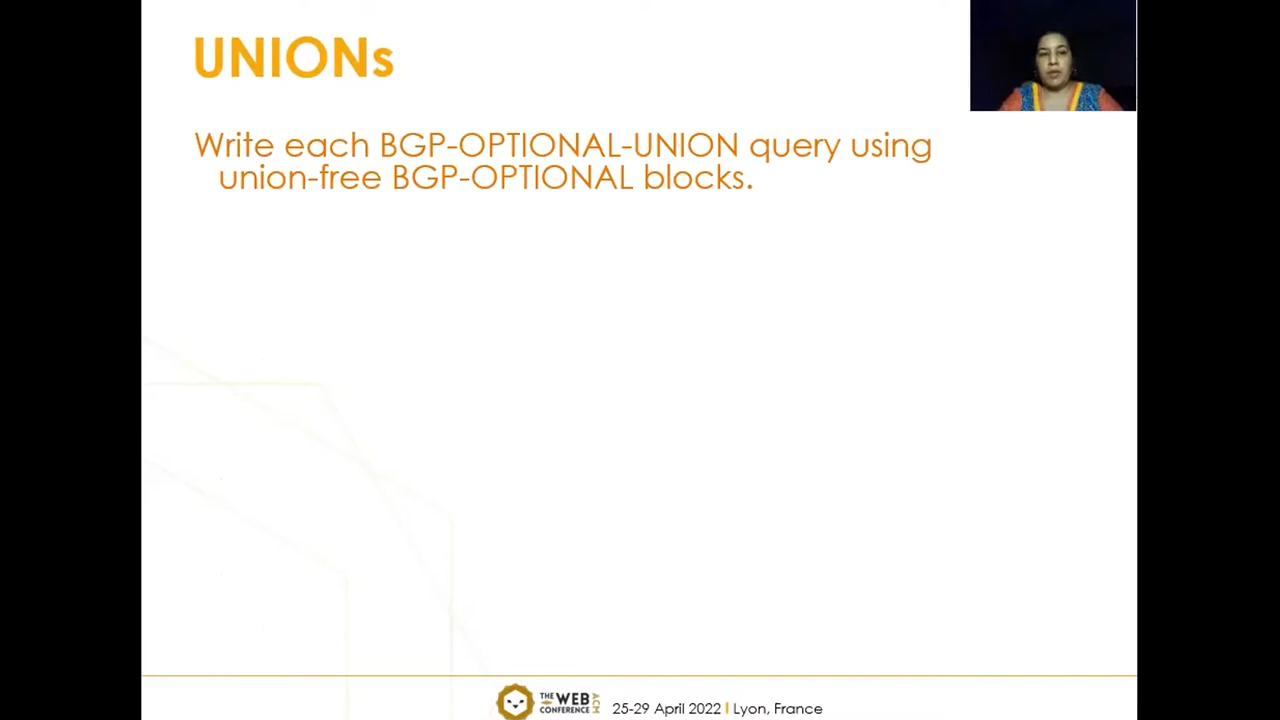 UNIONs
Write each BGP-OPTIONAL-UNION query using
union-free BGP-OPTIONAL blocks.
THE WEB
CONFERENCE
ACM
25-29 April 2022 | Lyon, France